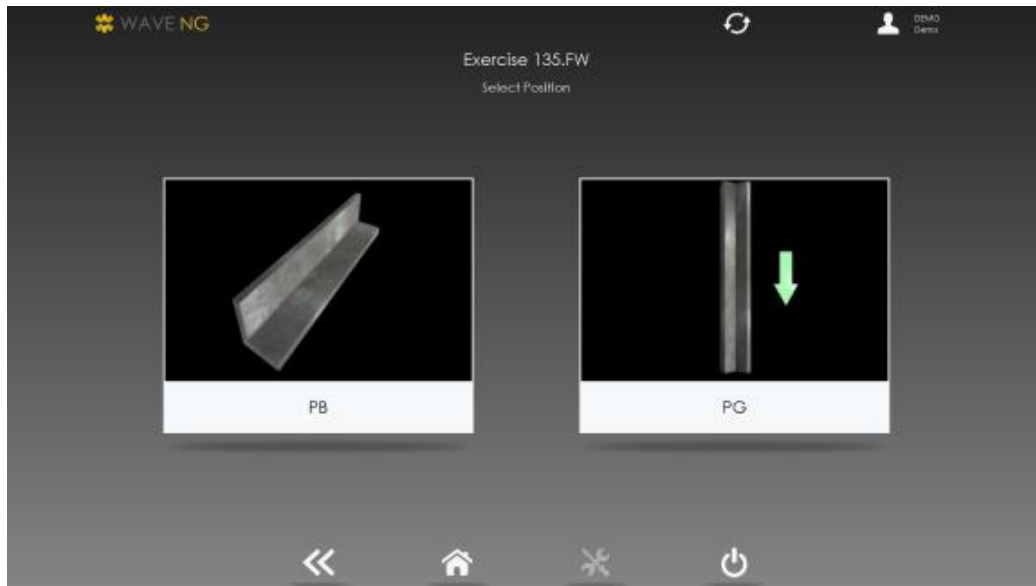 WAVE NG
DEMO
Demo
Exercise 135.FW
Select Position
PB
PG